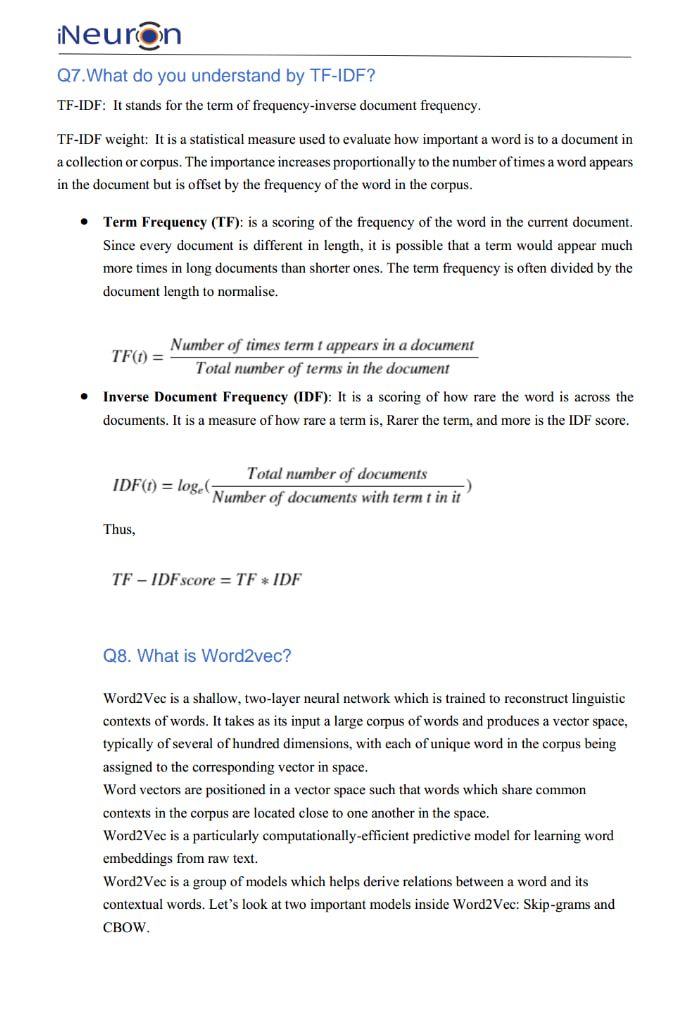 iNeuron
Q7.What do you understand by TF-IDF?
TF-IDF: It stands for the term of frequency-inverse document frequency.
TF-IDF weight: It is a statistical measure used to evaluate how important a word is to a document in
a collection or corpus. The importance increases proportionally to the number of times a word appears
in the document but is offset by the frequency of the word in the corpus.
• Term Frequency (TF): is a scoring of the frequency of the word in the current document.
Since every document is different in length, it is possible that a term would appear much
more times in long documents than shorter ones. The term frequency is often divided by the
document length to normalise.
Number of times term t appears in a document
TF(t) =
Total number of terms in the document
• Inverse Document Frequency (IDF): It is a scoring of how rare the word is across the
documents. It is a measure of how rare a term is, Rarer the term, and more is the IDF score.
Total number of documents
IDF(t) = logₑ( )
Number of documents with term t in it
Thus,
TF − IDFscore = TF ∗ IDF
Q8. What is Word2vec?
Word2Vec is a shallow, two-layer neural network which is trained to reconstruct linguistic
contexts of words. It takes as its input a large corpus of words and produces a vector space,
typically of several of hundred dimensions, with each of unique word in the corpus being
assigned to the corresponding vector in space.
Word vectors are positioned in a vector space such that words which share common
contexts in the corpus are located close to one another in the space.
Word2Vec is a particularly computationally-efficient predictive model for learning word
embeddings from raw text.
Word2Vec is a group of models which helps derive relations between a word and its
contextual words. Let’s look at two important models inside Word2Vec: Skip-grams and
CBOW.